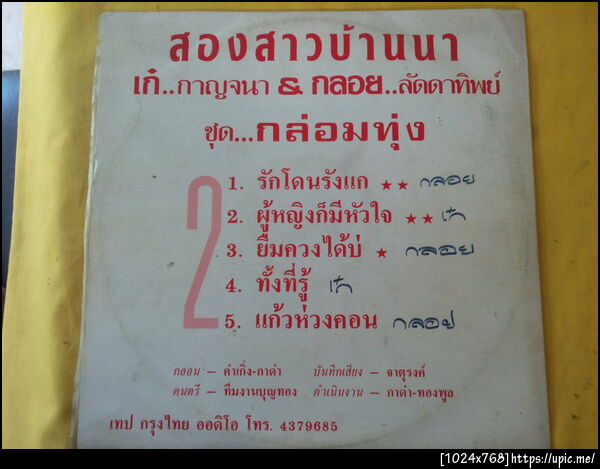 สองสาวบ้านนา
เก๋..กาญจนา & กลอย..ลัดดาทิพย์
ชุด...กล่อมทุ่ง
2
1. รักโดนรังแก ★★ กลอย
2. ผู้หญิงก็มีหัวใจ ★★ เก๋
3. ยืมควงได้บ่ ★ กลอย
4. ทั้งที่รู้ เก๋
5. แก้วห่วงคอน กลอย
กลอน – คำเกิ่ง-กาดำ บันทึกเสียง – จาตุรงค์
ดนตรี – ทีมงานบุญทอง ดำเนินงาน – กาดำ-ทองพูล
เทป กรุงไทย ออดิโอ โทร. 4379685
[1024x768]https://upic.me/